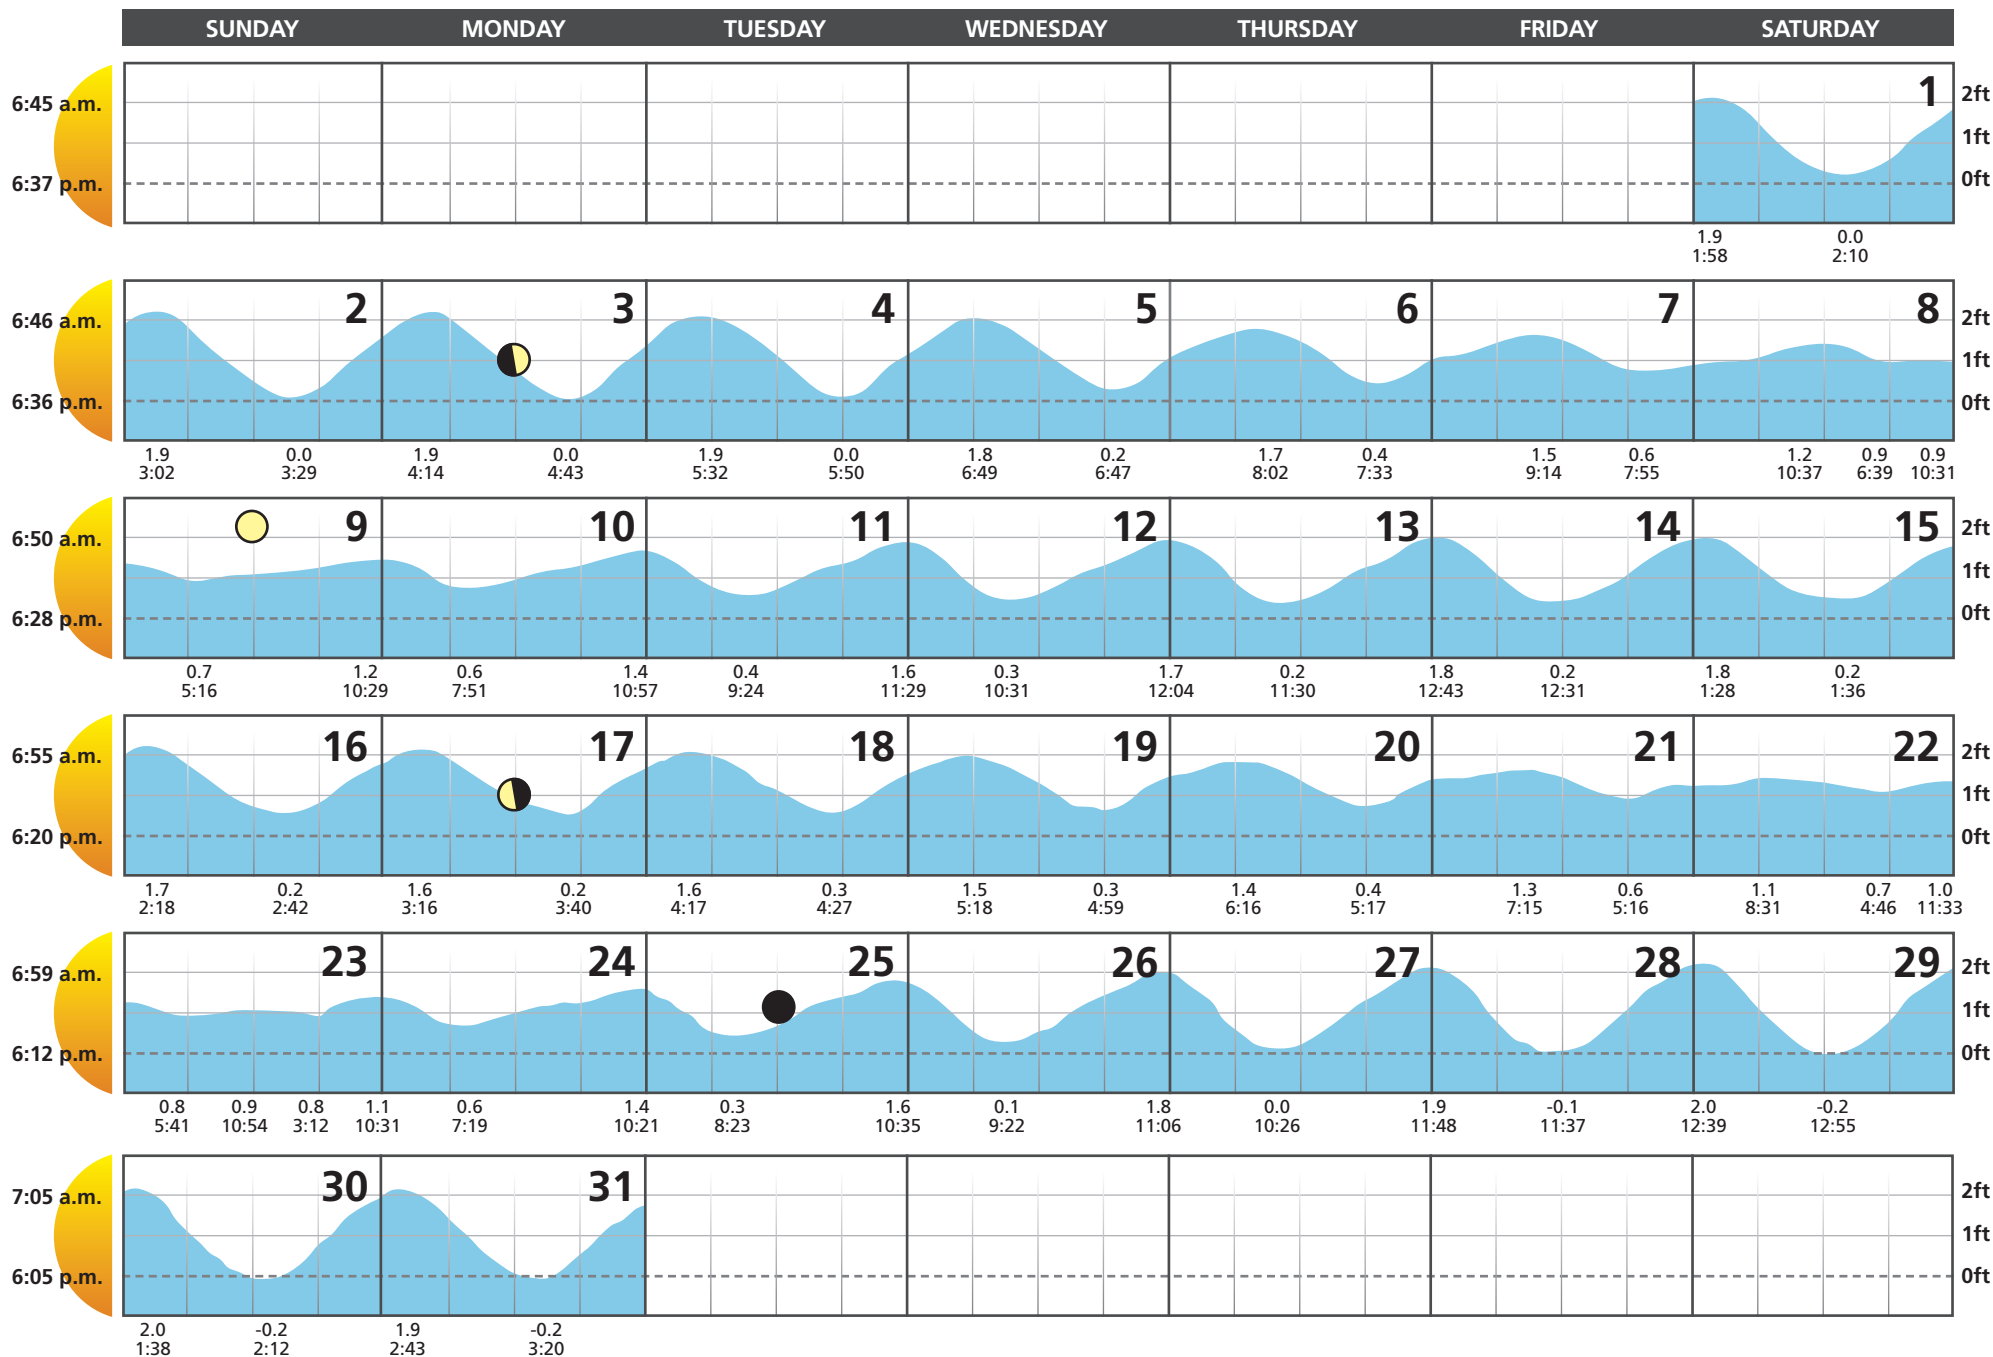 SUNDAY MONDAY TUESDAY WEDNESDAY THURSDAY FRIDAY SATURDAY
1
6:45 a.m. 2ft
1ft
6:37 p.m. 0ft
1.9 0.0
1:58 2:10
2 3 4 5 6 7 8
6:46 a.m. 2ft
1ft
6:36 p.m. 0ft
1.9 0.0 1.9 0.0 1.9 0.0 1.8 0.2 1.7 0.4 1.5 0.6 1.2 0.9 0.9
3:02 3:29 4:14 4:43 5:32 5:50 6:49 6:47 8:02 7:33 9:14 7:55 10:37 6:39 10:31
9 10 11 12 13 14 15
6:50 a.m. 2ft
1ft
6:28 p.m. 0ft
0.7 1.2 0.6 1.4 0.4 1.6 0.3 1.7 0.2 1.8 0.2 1.8 0.2
5:16 10:29 7:51 10:57 9:24 11:29 10:31 12:04 11:30 12:43 12:31 1:28 1:36
16 17 18 19 20 21 22
6:55 a.m. 2ft
1ft
6:20 p.m. 0ft
1.7 0.2 1.6 0.2 1.6 0.3 1.5 0.3 1.4 0.4 1.3 0.6 1.1 0.7 1.0
2:18 2:42 3:16 3:40 4:17 4:27 5:18 4:59 6:16 5:17 7:15 5:16 8:31 4:46 11:33
23 24 25 26 27 28 29
6:59 a.m. 2ft
1ft
6:12 p.m. 0ft
0.8 0.9 0.8 1.1 0.6 1.4 0.3 1.6 0.1 1.8 0.0 1.9 -0.1 2.0 -0.2
5:41 10:54 3:12 10:31 7:19 10:21 8:23 10:35 9:22 11:06 10:26 11:48 11:37 12:39 12:55
30 31
7:05 a.m. 2ft
1ft
6:05 p.m. 0ft
2.0 -0.2 1.9 -0.2
1:38 2:12 2:43 3:20